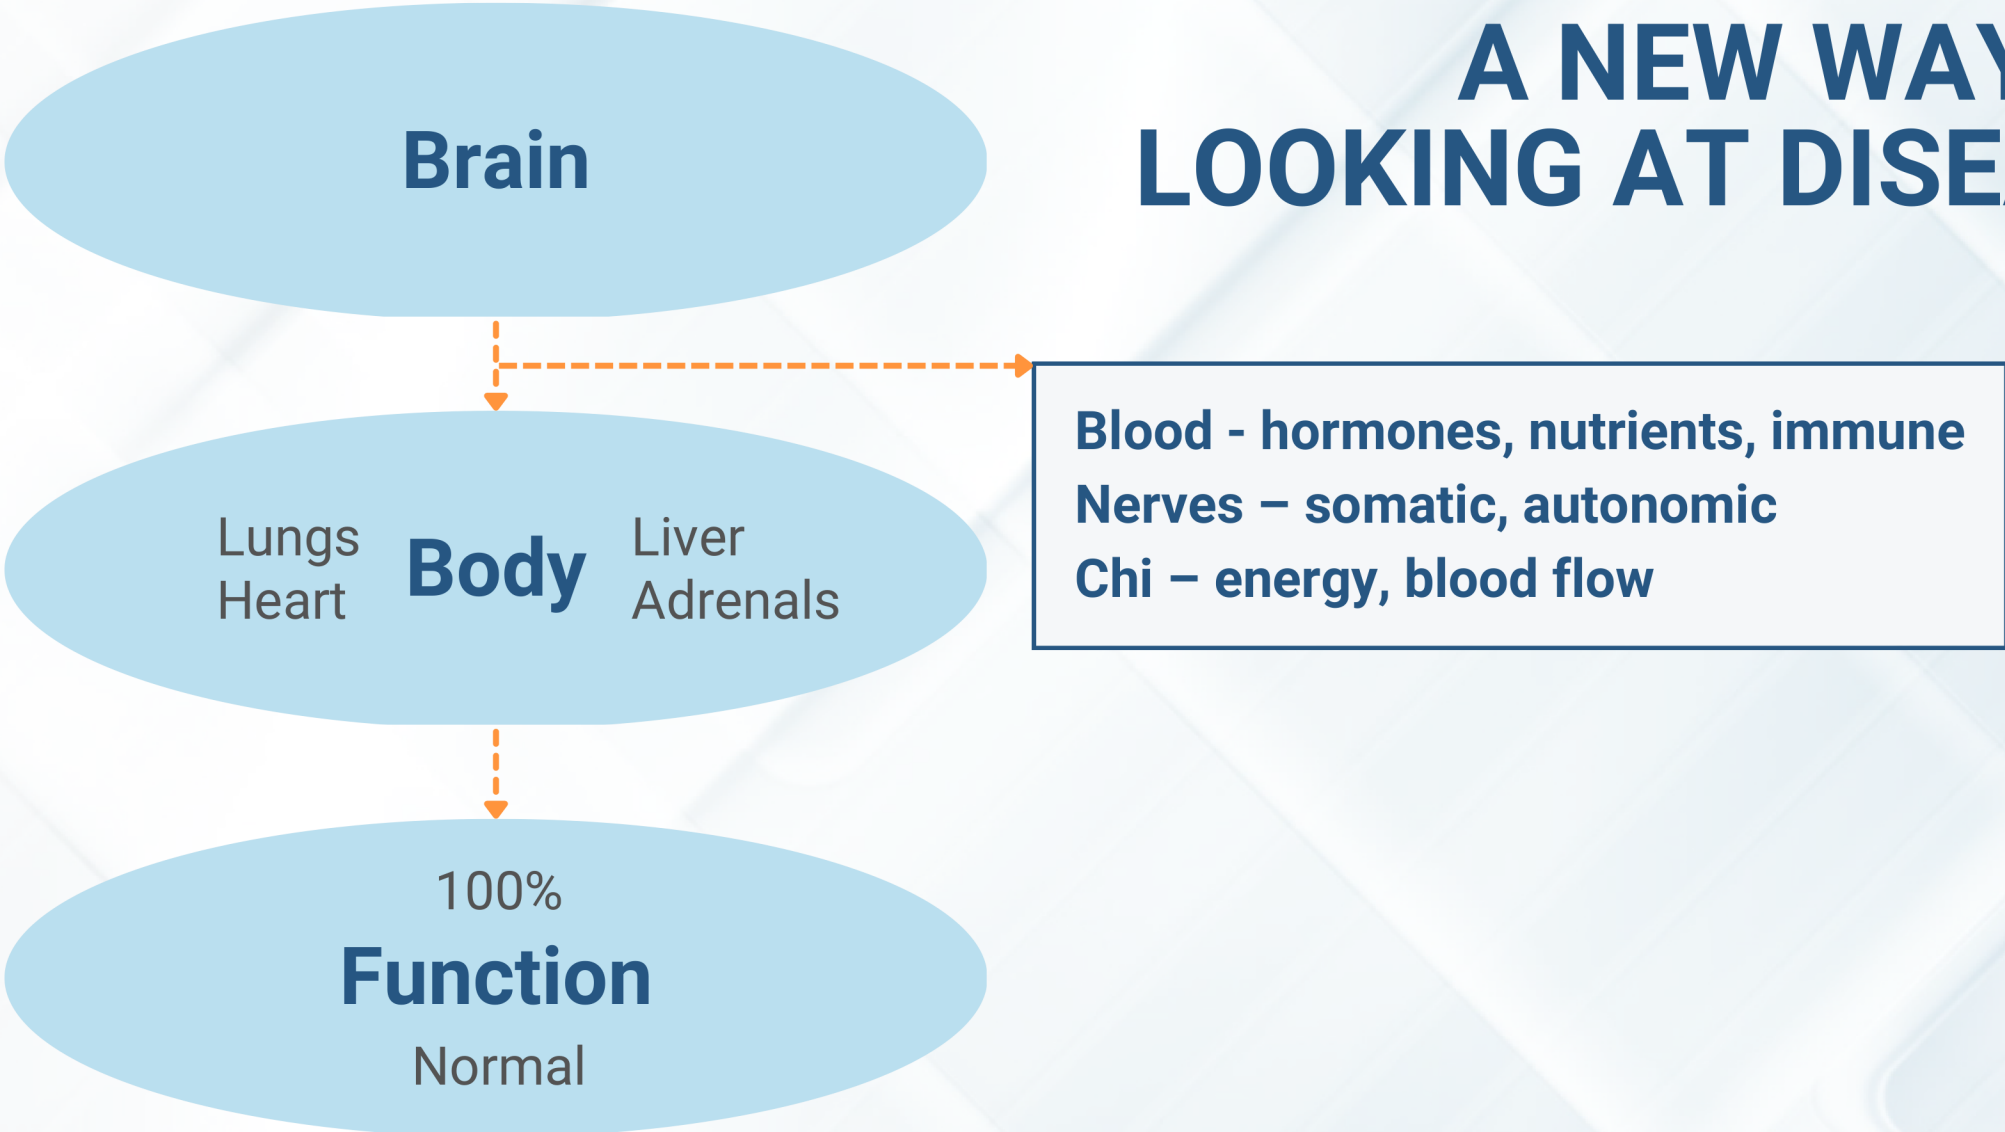 A NEW WAY
LOOKING AT DISE
Brain
Blood - hormones, nutrients, immune
Nerves – somatic, autonomic
Chi – energy, blood flow
Lungs
Heart
Body
Liver
Adrenals
100%
Function
Normal